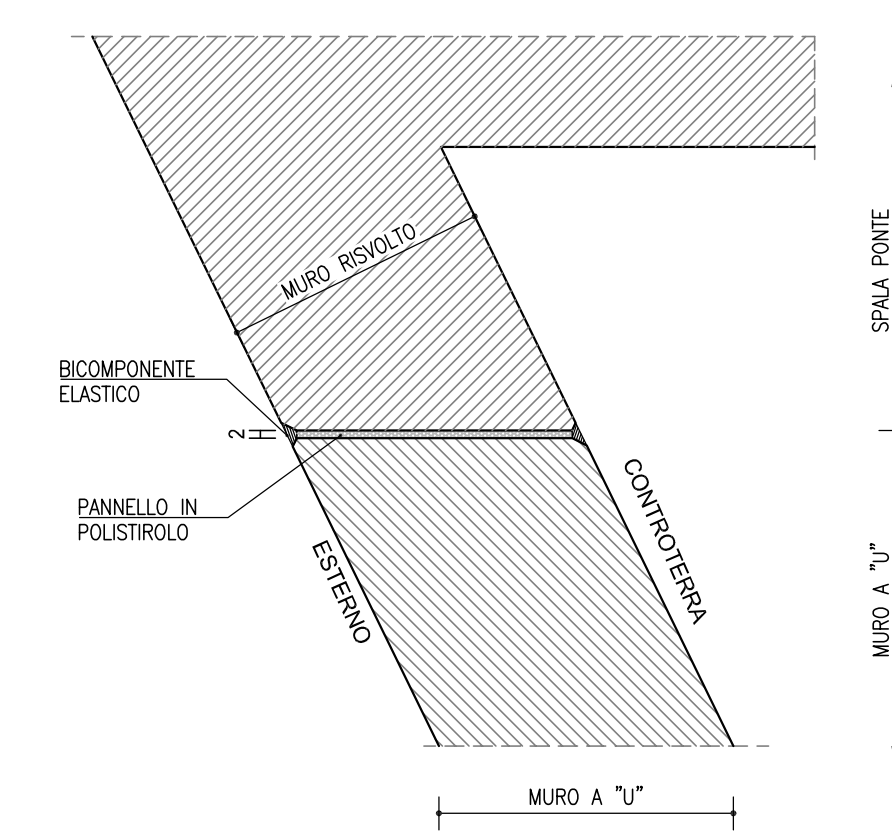 SPALA PONTE
MURO RISVOLTO
BICOMPONENTE
ELASTICO
2
PANNELLO IN
POLISTIROLO
ESTERNO
CONTROTERRA
MURO A "U"
MURO A "U"